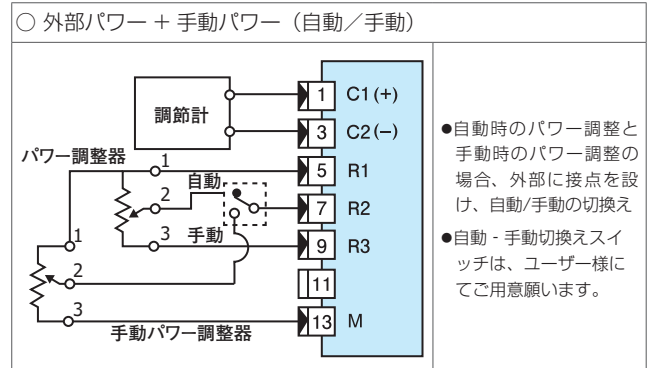 ○ 外部パワー + 手動パワー（自動／手動）
調節計
1 C1(+)
3 C2(−)
パワー調整器
1
5 R1
自動
2
7 R2
3
手動
9 R3
1
11
2
3
13 M
手動パワー調整器
●自動時のパワー調整と
手動時のパワー調整の
場合、外部に接点を設
け、自動/手動の切換え
●自動 - 手動切換えスイ
ッチは、ユーザー様に
てご用意願います。